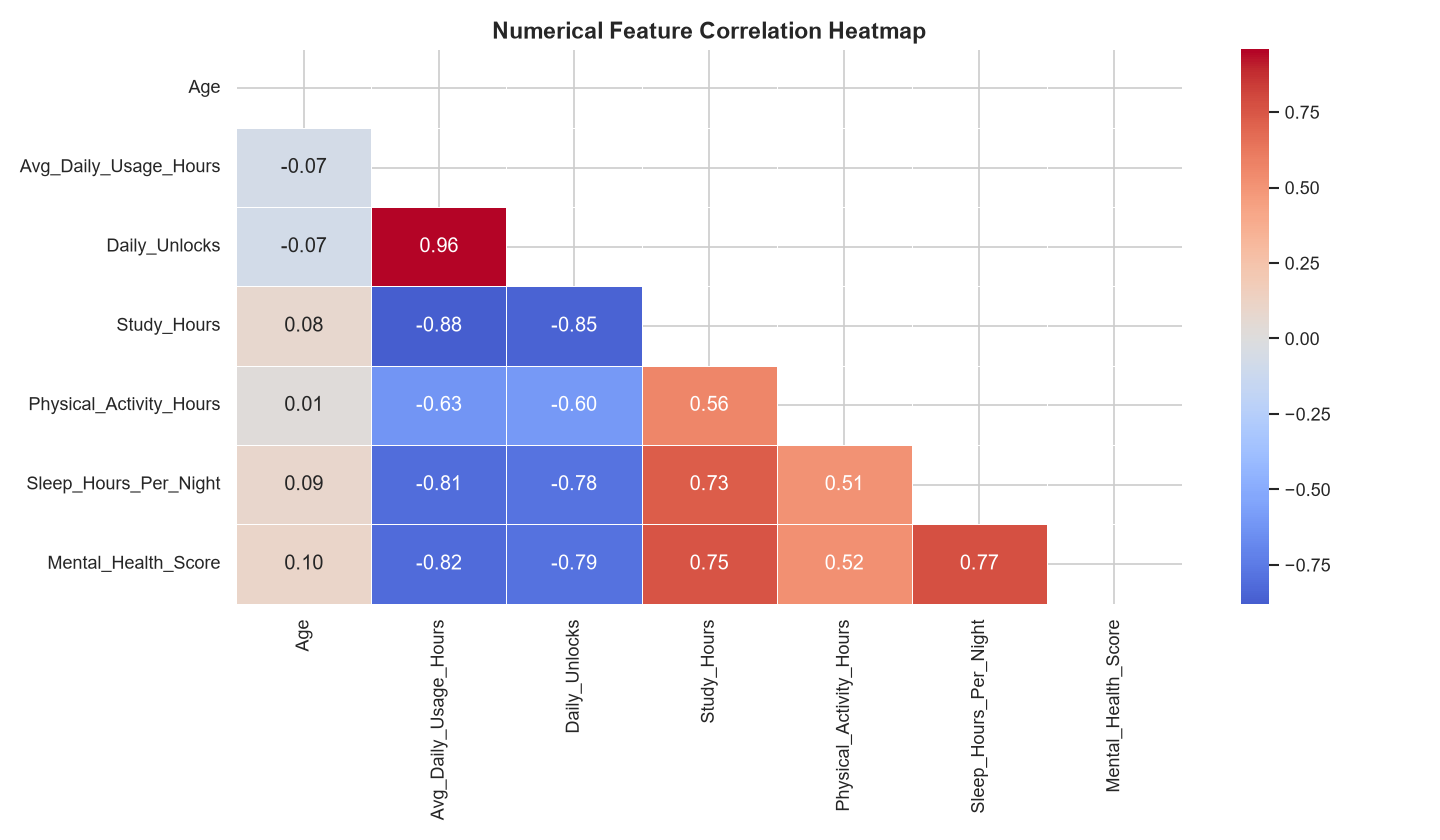 Numerical Feature Correlation Heatmap
Age
Avg_Daily_Usage_Hours -0.07
Daily_Unlocks -0.07 0.96
Study_Hours 0.08 -0.88 -0.85
Physical_Activity_Hours 0.01 -0.63 -0.60 0.56
Sleep_Hours_Per_Night 0.09 -0.81 -0.78 0.73 0.51
Mental_Health_Score 0.10 -0.82 -0.79 0.75 0.52 0.77
Age
Avg_Daily_Usage_Hours
Daily_Unlocks
Study_Hours
Physical_Activity_Hours
Sleep_Hours_Per_Night
Mental_Health_Score
0.75
0.50
0.25
0.00
−0.25
−0.50
−0.75